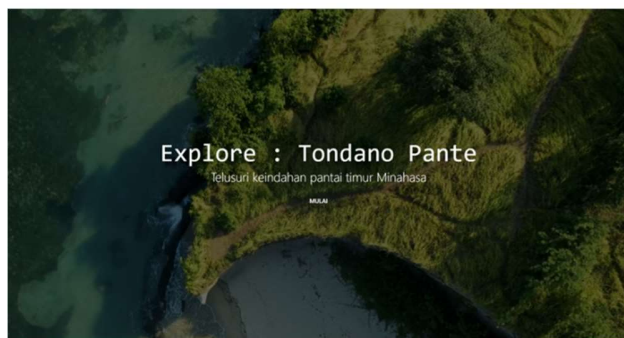 Explore : Tondano Pante
Telusuri keindahan pantai timur Minahasa
MULAI